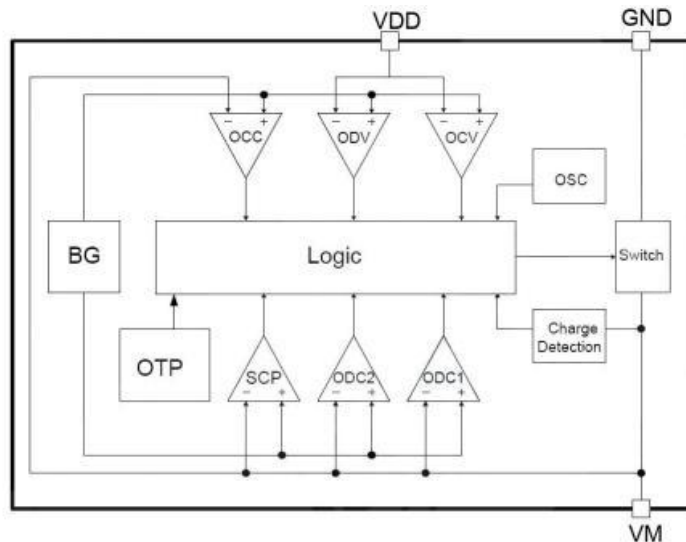 VDD
GND
- +
OCC
- +
ODV
- +
OCV
OSC
BG
Logic
Switch
OTP
SCP
- +
ODC2
- +
ODC1
- +
Charge
Detection
VM